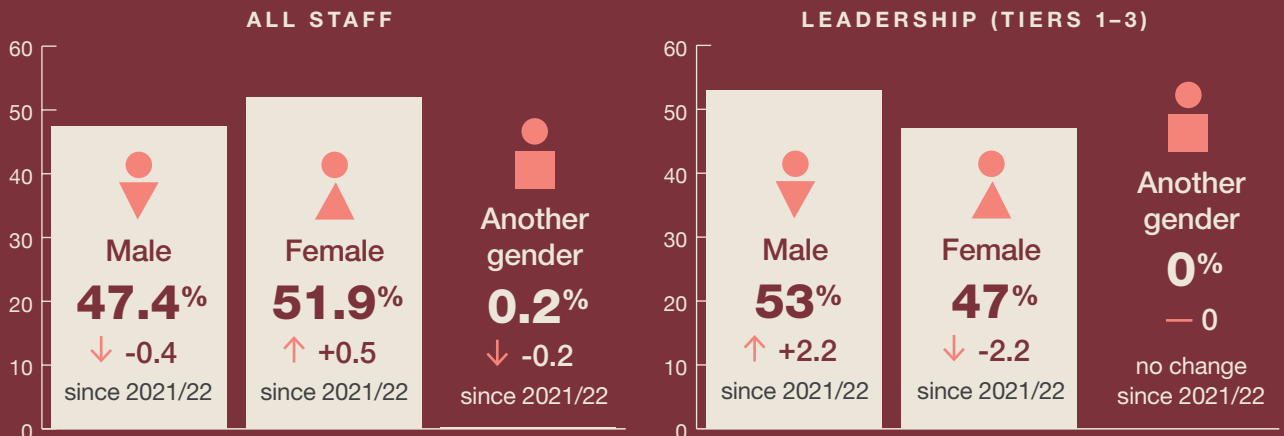 ALL STAFF
60
50
40
30
20
10
0
Male
47.4%
-0.4
since 2021/22
Female
51.9%
+0.5
since 2021/22
Another
gender
0.2%
-0.2
since 2021/22
LEADERSHIP (TIERS 1–3)
60
50
40
30
20
10
0
Male
53%
+2.2
since 2021/22
Female
47%
-2.2
since 2021/22
Another
gender
0%
0
no change
since 2021/22